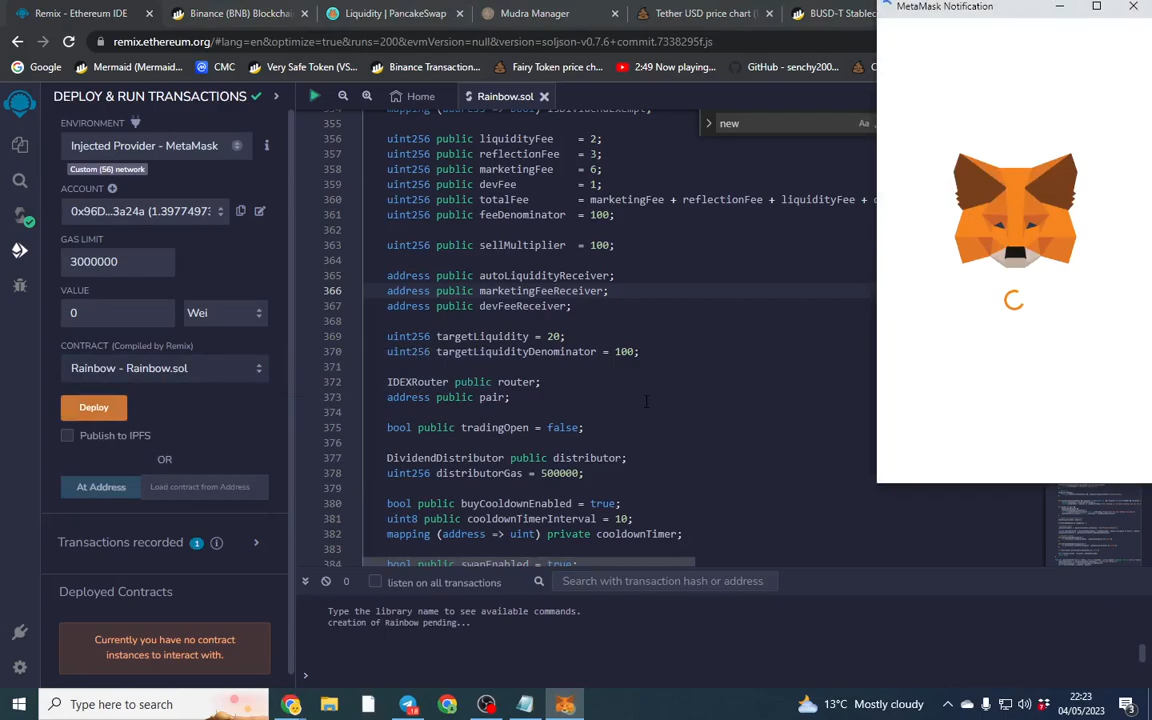 Remix - Ethereum IDE
Binance (BNB) Blockchain
Liquidity | PancakeSwap
Mudra Manager
Tether USD price chart (
BUSD-T Stablec
MetaMask Notification
remix.ethereum.org/#lang=en&optimize=true&runs=200&evmVersion=null&version=soljson-v0.7.6+commit.7338295f.js
Google
Mermaid (Mermaid...
CMC
Very Safe Token (VS...
Binance Transaction...
Fairy Token price ch...
2:49 Now playing...
GitHub - senchy200...
DEPLOY & RUN TRANSACTIONS
Home
Rainbow.sol
new
Aa
ENVIRONMENT
Injected Provider - MetaMask
Custom (56) network
ACCOUNT
0x96D...3a24a (1.3977497:
GAS LIMIT
3000000
VALUE
0
Wei
CONTRACT (Compiled by Remix)
Rainbow - Rainbow.sol
Deploy
Publish to IPFS
OR
At Address
Load contract from Address
Transactions recorded 1
Deployed Contracts
Currently you have no contract
instances to interact with.
355
356 uint256 public liquidityFee = 2;
357 uint256 public reflectionFee = 3;
358 uint256 public marketingFee = 6;
359 uint256 public devFee = 1;
360 uint256 public totalFee = marketingFee + reflectionFee + liquidityFee + d
361 uint256 public feeDenominator = 100;
362
363 uint256 public sellMultiplier = 100;
364
365 address public autoLiquidityReceiver;
366 address public marketingFeeReceiver;
367 address public devFeeReceiver;
368
369 uint256 targetLiquidity = 20;
370 uint256 targetLiquidityDenominator = 100;
371
372 IDEXRouter public router;
373 address public pair;
374
375 bool public tradingOpen = false;
376
377 DividendDistributor public distributor;
378 uint256 distributorGas = 500000;
379
380 bool public buyCooldownEnabled = true;
381 uint8 public cooldownTimerInterval = 10;
382 mapping (address => uint) private cooldownTimer;
383
384 bool public swapEnabled = true;
0
listen on all transactions
Search with transaction hash or address
Type the library name to see available commands.
creation of Rainbow pending...
>
Type here to search
18
13°C Mostly cloudy
22:23
04/05/2023
3